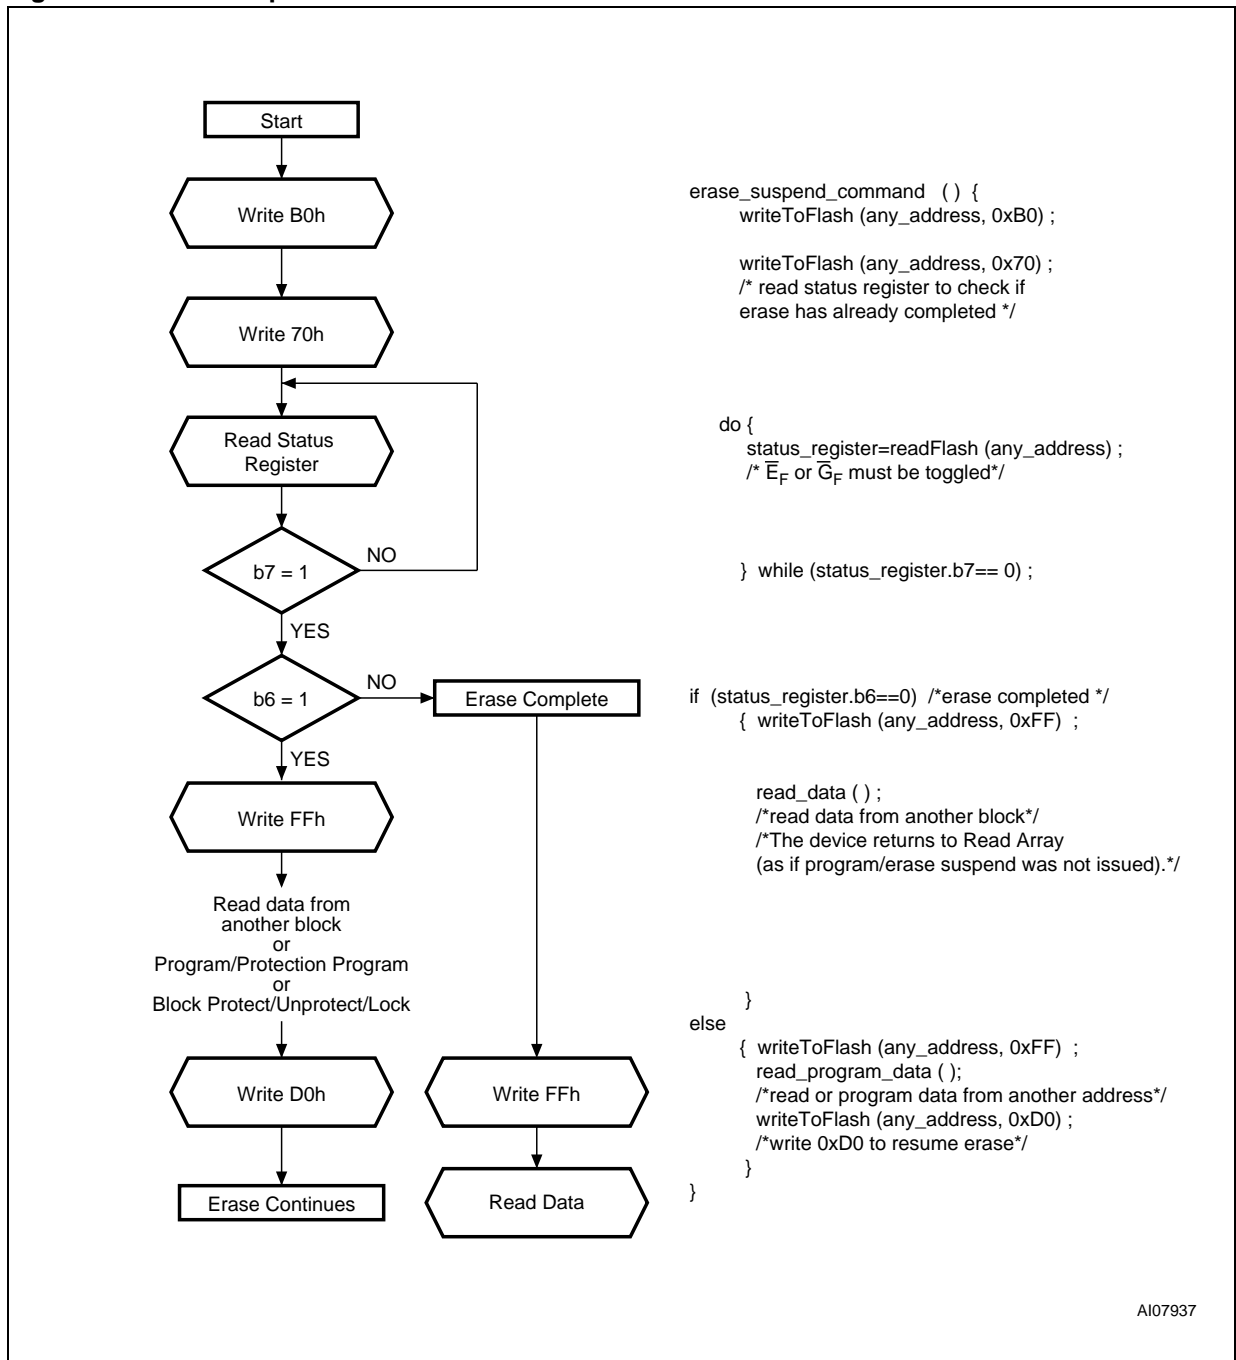 Start
Write B0h
Write 70h
Read Status
Register
b7 = 1
NO
YES
b6 = 1
NO
Erase Complete
YES
Write FFh
Read data from
another block
or
Program/Protection Program
or
Block Protect/Unprotect/Lock
Write D0h
Erase Continues
Write FFh
Read Data
erase_suspend_command ( ) {
writeToFlash (any_address, 0xB0) ;
writeToFlash (any_address, 0x70) ;
/* read status register to check if
erase has already completed */
do {
status_register=readFlash (any_address) ;
/* E̅F or G̅F must be toggled*/
} while (status_register.b7== 0) ;
if (status_register.b6==0) /*erase completed */
{ writeToFlash (any_address, 0xFF) ;
read_data ( ) ;
/*read data from another block*/
/*The device returns to Read Array
(as if program/erase suspend was not issued).*/
}
else
{ writeToFlash (any_address, 0xFF) ;
read_program_data ( );
/*read or program data from another address*/
writeToFlash (any_address, 0xD0) ;
/*write 0xD0 to resume erase*/
}
}
AI07937